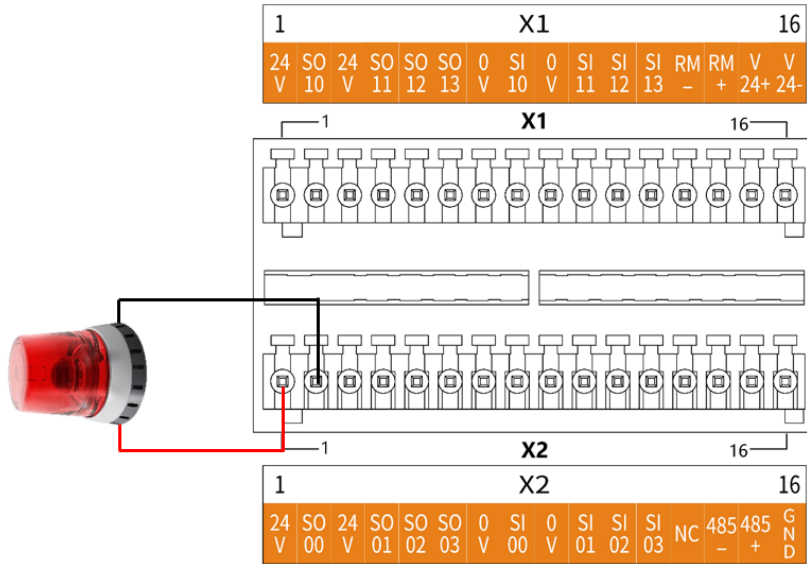 1 X1 16
24 V SO 10 24 V SO 11 SO 12 SO 13 0 V SI 10 0 V SI 11 SI 12 SI 13 RM – RM + V 24+ V 24-
1 X1 16
1 X2 16
1 X2 16
24 V SO 00 24 V SO 01 SO 02 SO 03 0 V SI 00 0 V SI 01 SI 02 SI 03 NC 485 – 485 + GND